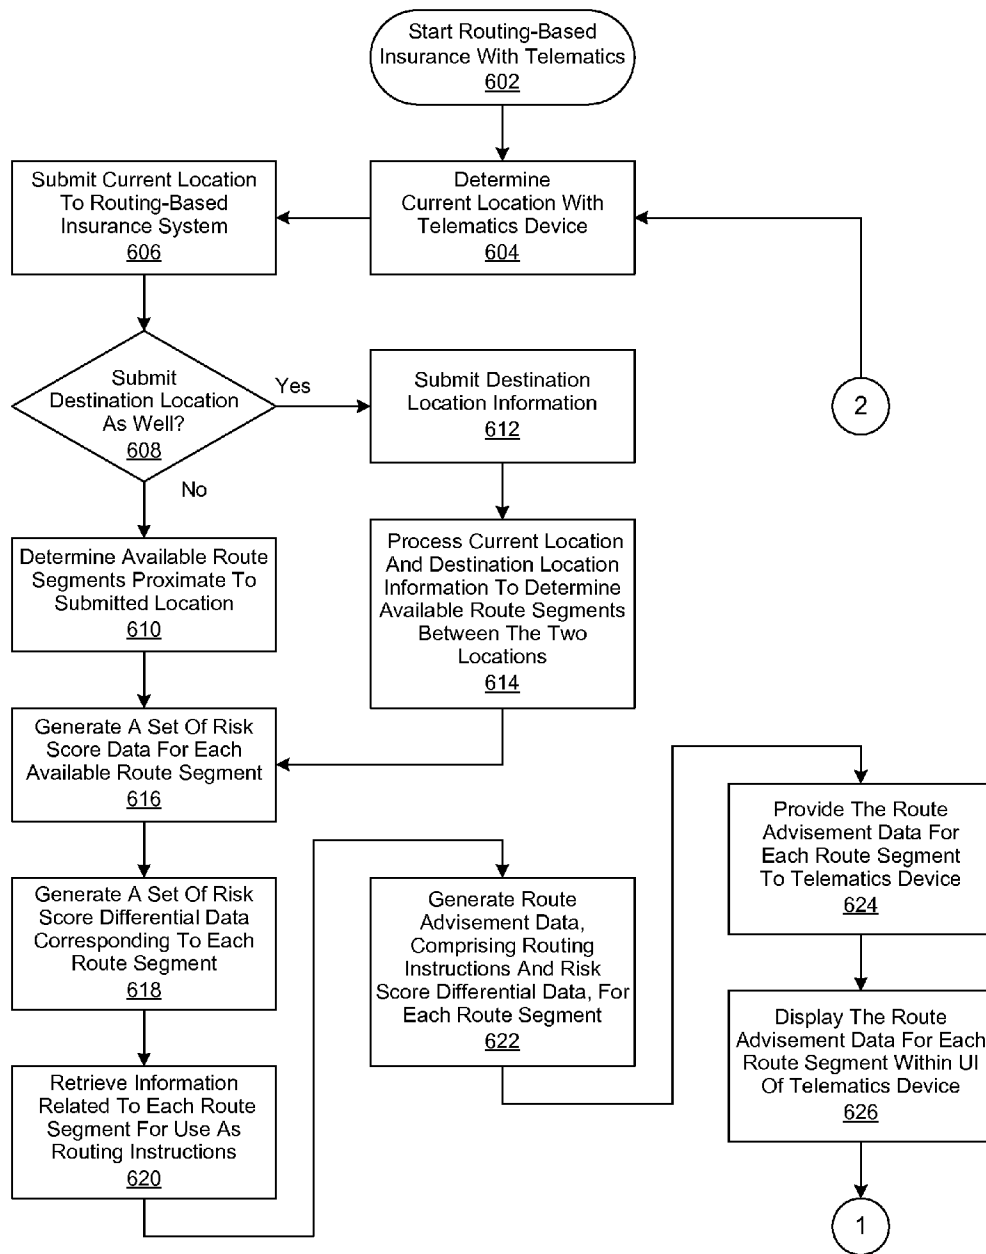 Start Routing-Based
Insurance With Telematics
602
Submit Current Location
To Routing-Based
Insurance System
606
Determine
Current Location With
Telematics Device
604
Submit
Destination Location
As Well?
608
Yes
No
Submit Destination
Location Information
612
2
Determine Available Route
Segments Proximate To
Submitted Location
610
Process Current Location
And Destination Location
Information To Determine
Available Route Segments
Between The Two
Locations
614
Generate A Set Of Risk
Score Data For Each
Available Route Segment
616
Generate A Set Of Risk
Score Differential Data
Corresponding To Each
Route Segment
618
Retrieve Information
Related To Each Route
Segment For Use As
Routing Instructions
620
Generate Route
Advisement Data,
Comprising Routing
Instructions And Risk
Score Differential Data, For
Each Route Segment
622
Provide The Route
Advisement Data For
Each Route Segment
To Telematics Device
624
Display The Route
Advisement Data For Each
Route Segment Within UI
Of Telematics Device
626
1